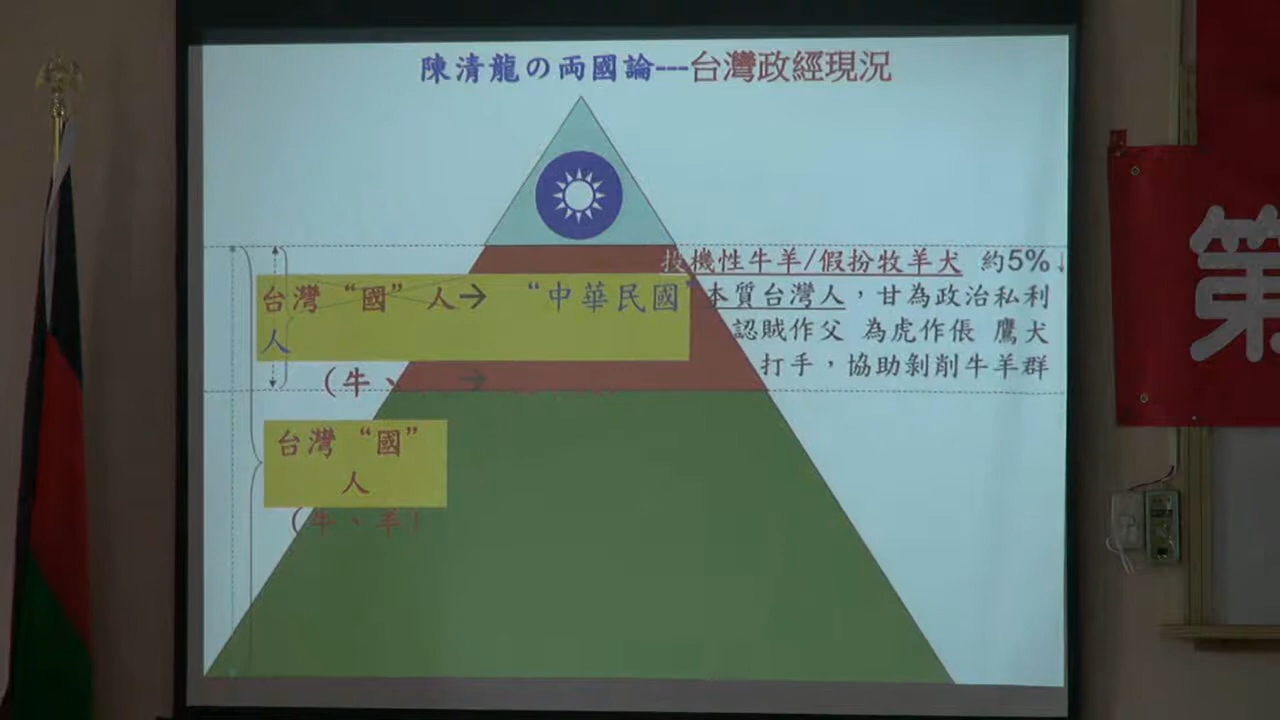 陳清龍の両國論---台灣政經現況
投機性牛羊/假扮牧羊犬 約5%↓
台灣“國”人→ “中華民國”
人
本質台灣人，甘為政治私利
認賊作父 為虎作倀 鷹犬
打手，協助剝削牛羊群
(牛、 →
台灣“國”
人
(牛、羊)
第